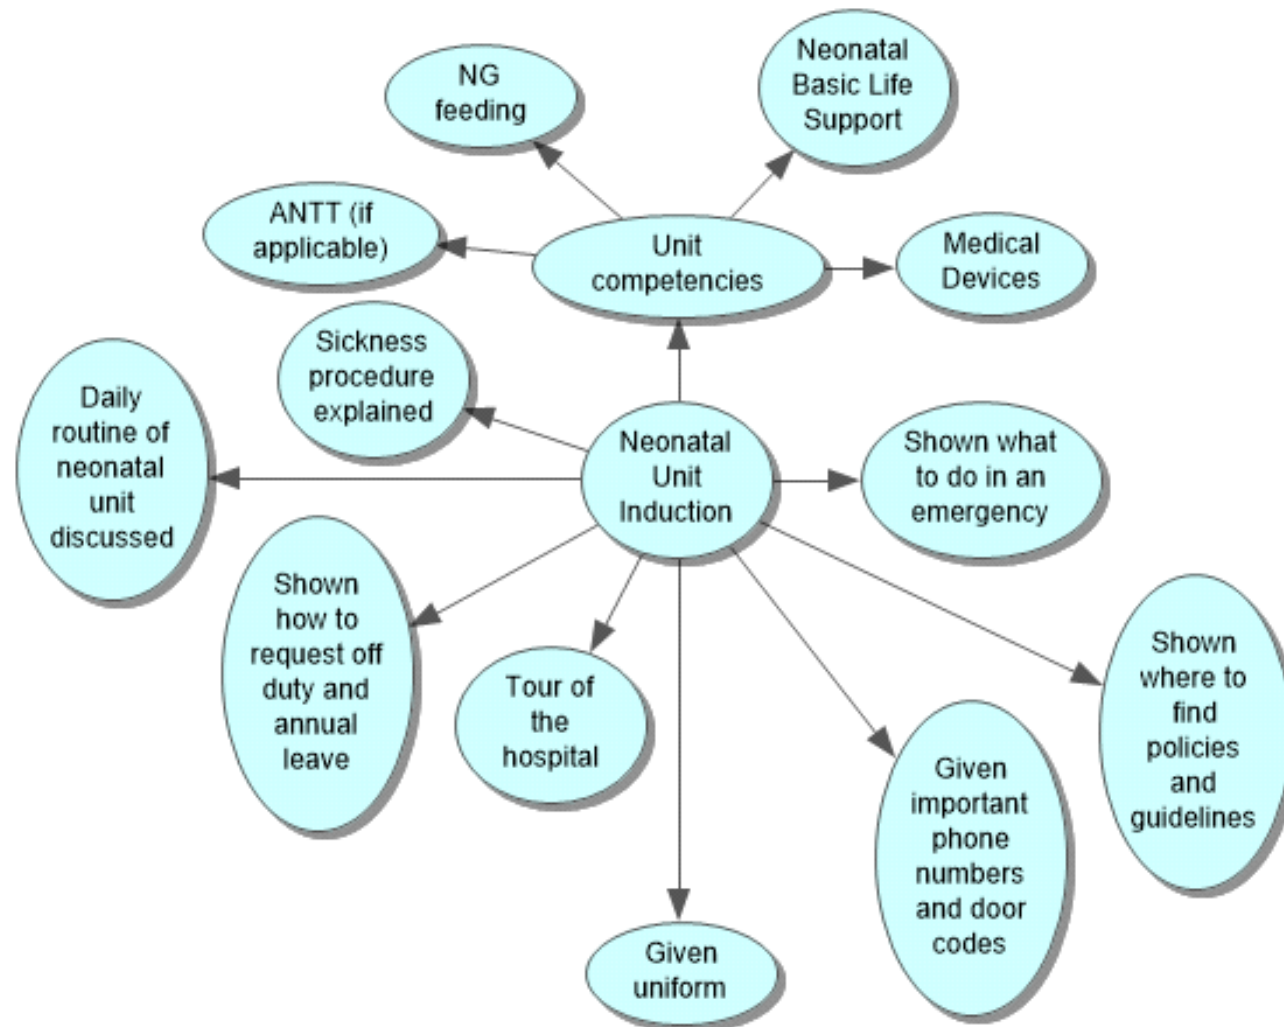 NG
feeding
Neonatal
Basic Life
Support
ANTT (if
applicable)
Unit
competencies
Medical
Devices
Sickness
procedure
explained
Daily
routine of
neonatal
unit
discussed
Neonatal
Unit
Induction
Shown what
to do in an
emergency
Shown
how to
request off
duty and
annual
leave
Tour of
the
hospital
Shown
where to
find
policies
and
guidelines
Given
important
phone
numbers
and door
codes
Given
uniform